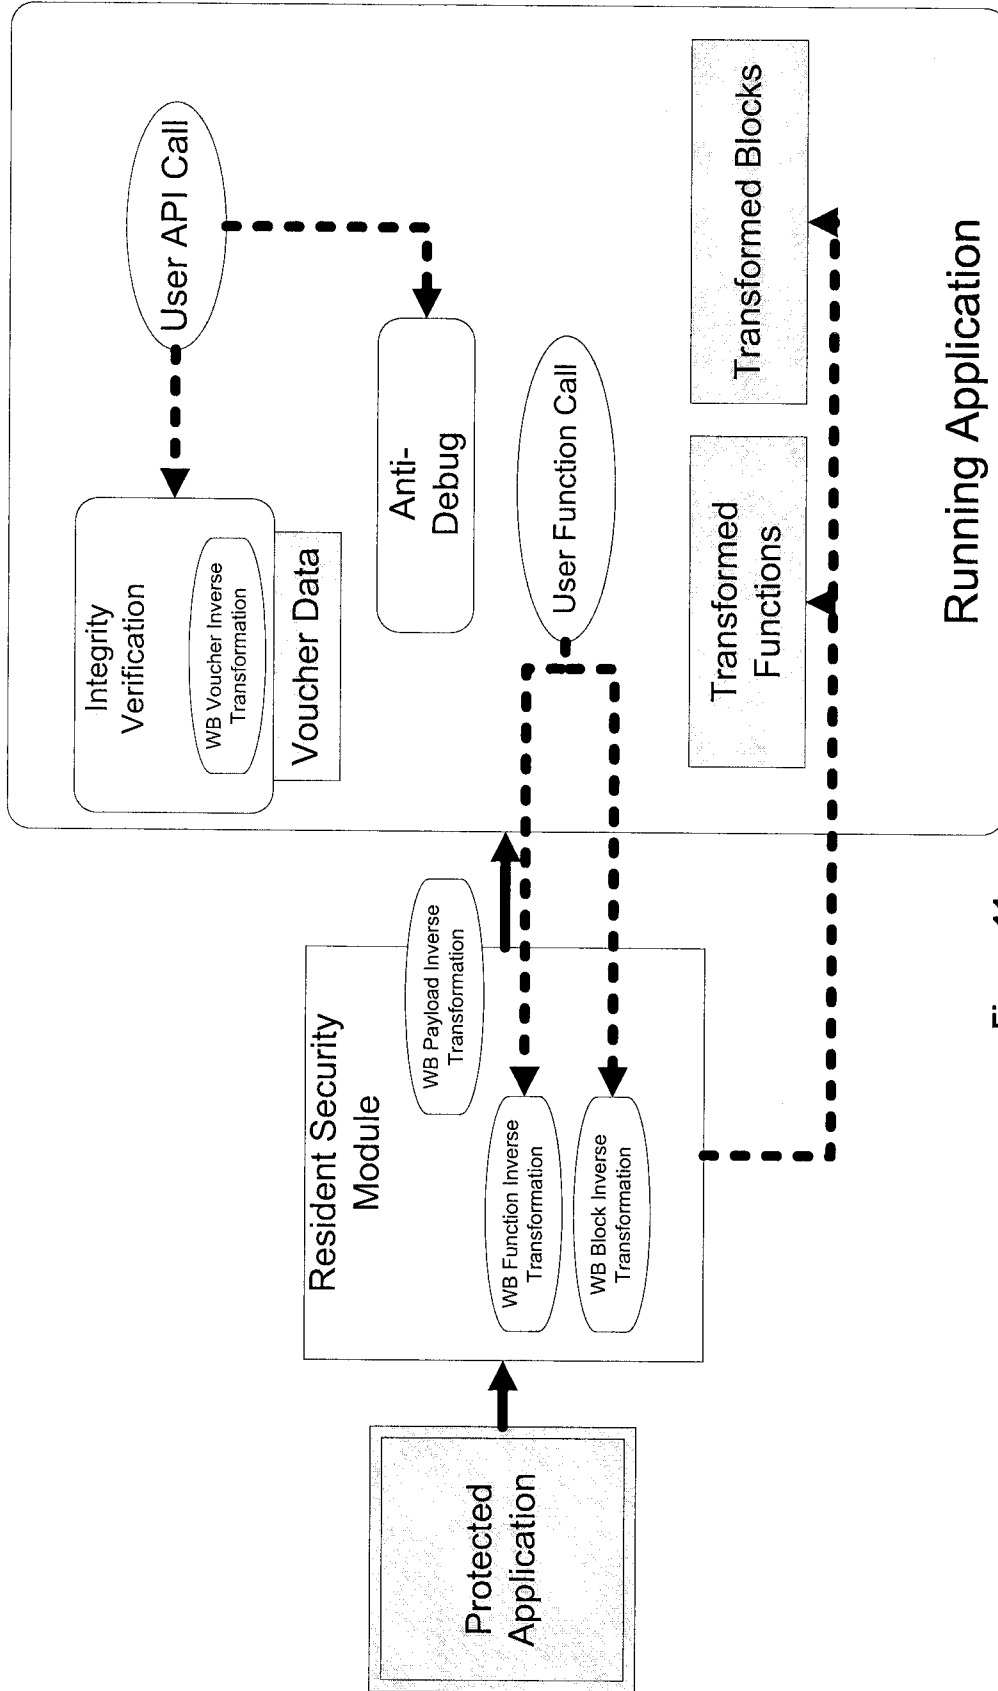 Protected
Application
Resident Security
Module
WB Payload Inverse
Transformation
WB Function Inverse
Transformation
WB Block Inverse
Transformation
Integrity
Verification
WB Voucher Inverse
Transformation
Voucher Data
User API Call
Anti-
Debug
User Function Call
Transformed
Functions
Transformed Blocks
Running Application